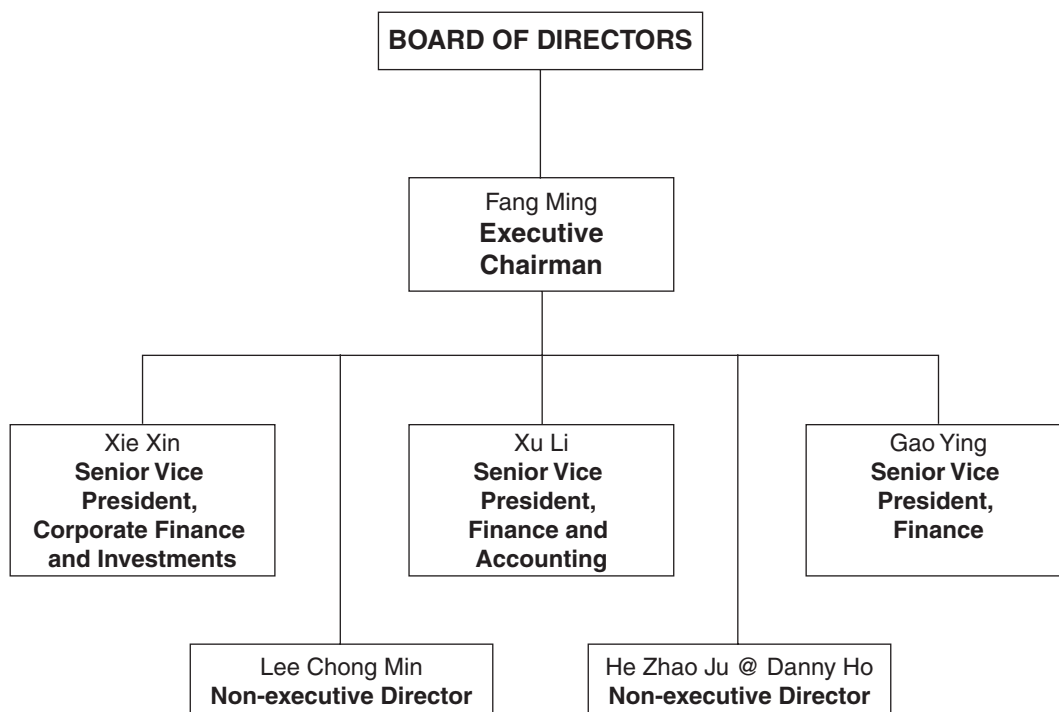 BOARD OF DIRECTORS
Fang Ming
Executive
Chairman
Xie Xin
Senior Vice
President,
Corporate Finance
and Investments
Xu Li
Senior Vice
President,
Finance and
Accounting
Gao Ying
Senior Vice
President,
Finance
Lee Chong Min
Non-executive Director
He Zhao Ju @ Danny Ho
Non-executive Director